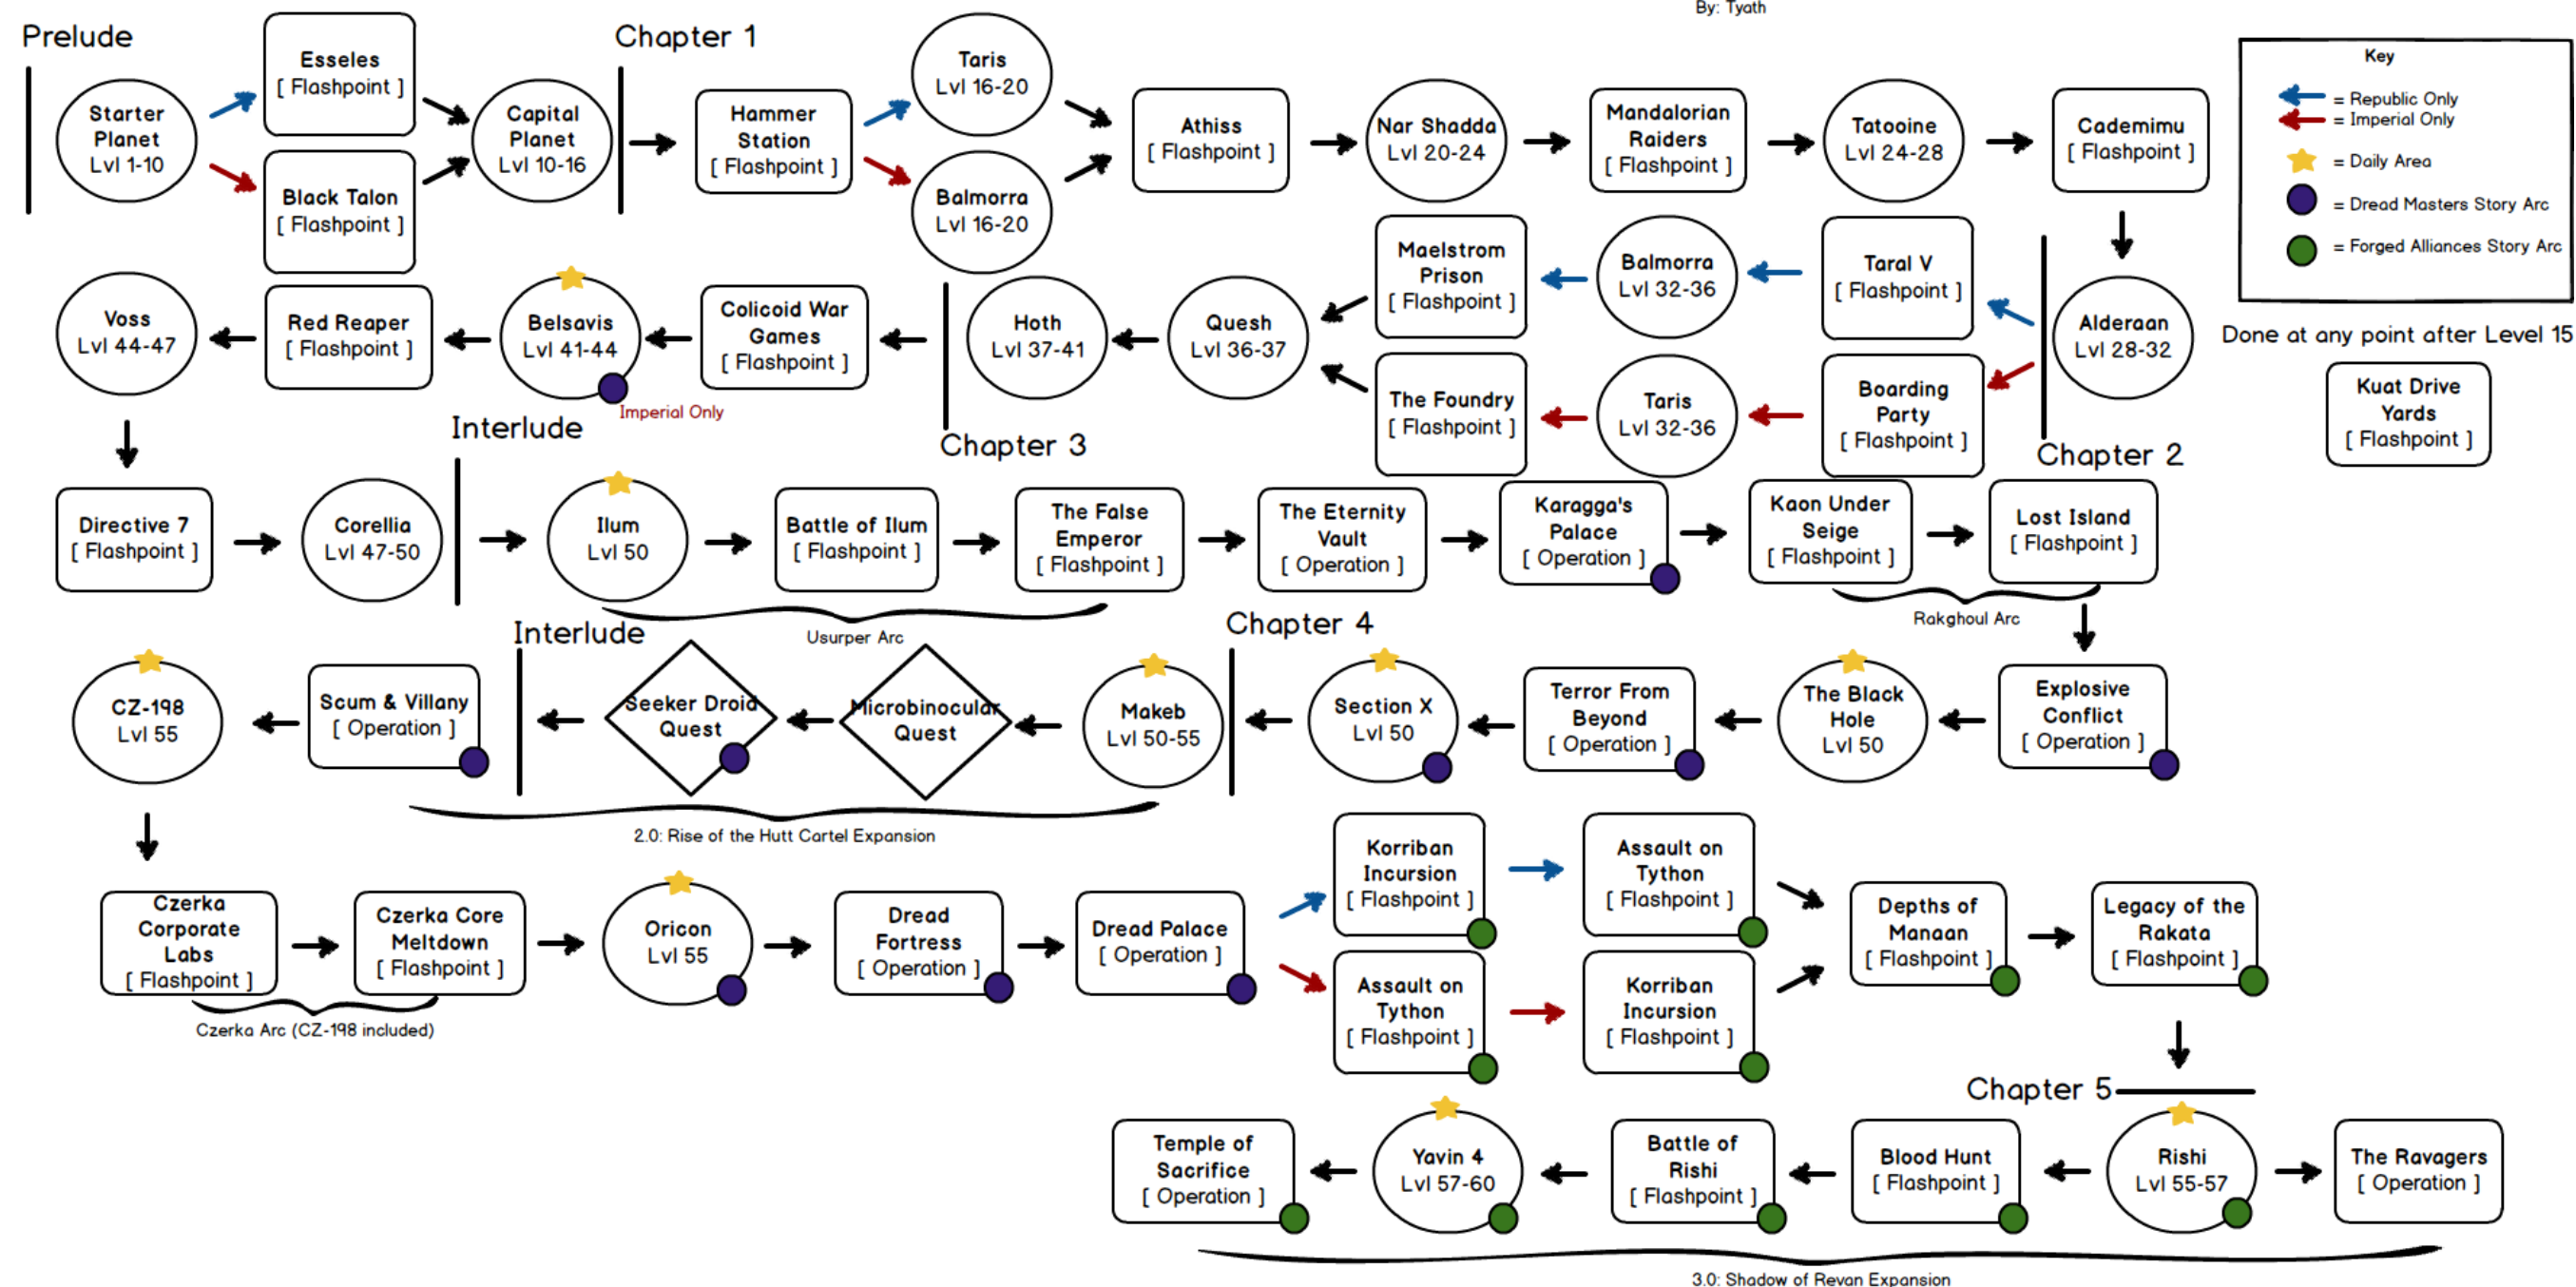 By: Tyath
Prelude
Starter
Planet
Lvl 1-10
Esseles
[ Flashpoint ]
Black Talon
[ Flashpoint ]
Capital
Planet
Lvl 10-16
Chapter 1
Hammer
Station
[ Flashpoint ]
Taris
Lvl 16-20
Balmorra
Lvl 16-20
Athiss
[ Flashpoint ]
Nar Shadda
Lvl 20-24
Mandalorian
Raiders
[ Flashpoint ]
Tatooine
Lvl 24-28
Cademimu
[ Flashpoint ]
Key
= Republic Only
= Imperial Only
= Daily Area
= Dread Masters Story Arc
= Forged Alliances Story Arc
Done at any point after Level 15
Kuat Drive
Yards
[ Flashpoint ]
Alderaan
Lvl 28-32
Chapter 2
Taral V
[ Flashpoint ]
Boarding
Party
[ Flashpoint ]
Balmorra
Lvl 32-36
Taris
Lvl 32-36
Maelstrom
Prison
[ Flashpoint ]
The Foundry
[ Flashpoint ]
Quesh
Lvl 36-37
Hoth
Lvl 37-41
Chapter 3
Colicoid War
Games
[ Flashpoint ]
Belsavis
Lvl 41-44
Imperial Only
Red Reaper
[ Flashpoint ]
Voss
Lvl 44-47
Directive 7
[ Flashpoint ]
Corellia
Lvl 47-50
Interlude
Ilum
Lvl 50
Battle of Ilum
[ Flashpoint ]
The False
Emperor
[ Flashpoint ]
Usurper Arc
The Eternity
Vault
[ Operation ]
Karagga's
Palace
[ Operation ]
Kaon Under
Seige
[ Flashpoint ]
Lost Island
[ Flashpoint ]
Rakghoul Arc
Explosive
Conflict
[ Operation ]
The Black
Hole
Lvl 50
Terror From
Beyond
[ Operation ]
Section X
Lvl 50
Chapter 4
Makeb
Lvl 50-55
Microbinocular
Quest
Seeker Droid
Quest
Interlude
Scum & Villany
[ Operation ]
2.0: Rise of the Hutt Cartel Expansion
CZ-198
Lvl 55
Czerka
Corporate
Labs
[ Flashpoint ]
Czerka Core
Meltdown
[ Flashpoint ]
Czerka Arc (CZ-198 included)
Oricon
Lvl 55
Dread
Fortress
[ Operation ]
Dread Palace
[ Operation ]
Korriban
Incursion
[ Flashpoint ]
Assault on
Tython
[ Flashpoint ]
Assault on
Tython
[ Flashpoint ]
Korriban
Incursion
[ Flashpoint ]
Depths of
Manaan
[ Flashpoint ]
Legacy of the
Rakata
[ Flashpoint ]
Chapter 5
Temple of
Sacrifice
[ Operation ]
Yavin 4
Lvl 57-60
Battle of
Rishi
[ Flashpoint ]
Blood Hunt
[ Flashpoint ]
Rishi
Lvl 55-57
The Ravagers
[ Operation ]
3.0: Shadow of Revan Expansion